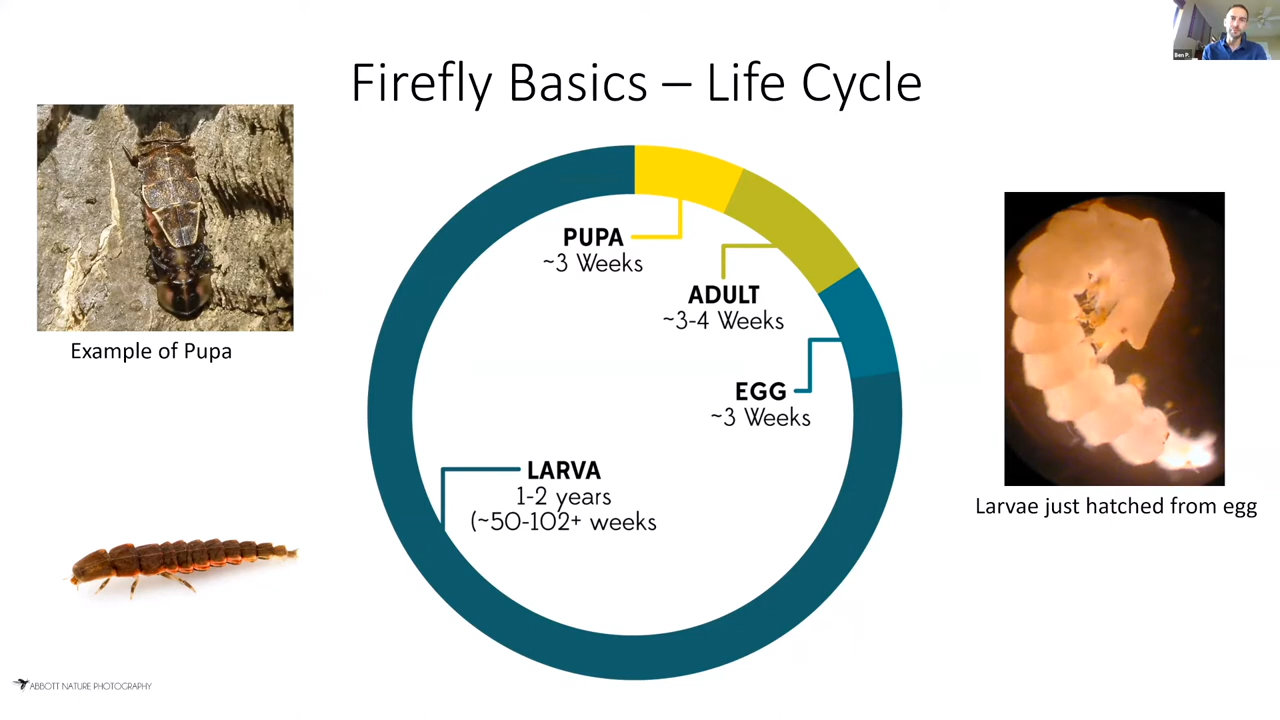 Ben P.
Firefly Basics – Life Cycle
PUPA
~3 Weeks
ADULT
~3-4 Weeks
EGG
~3 Weeks
LARVA
1-2 years
(~50-102+ weeks
Example of Pupa
Larvae just hatched from egg
ABBOTT NATURE PHOTOGRAPHY